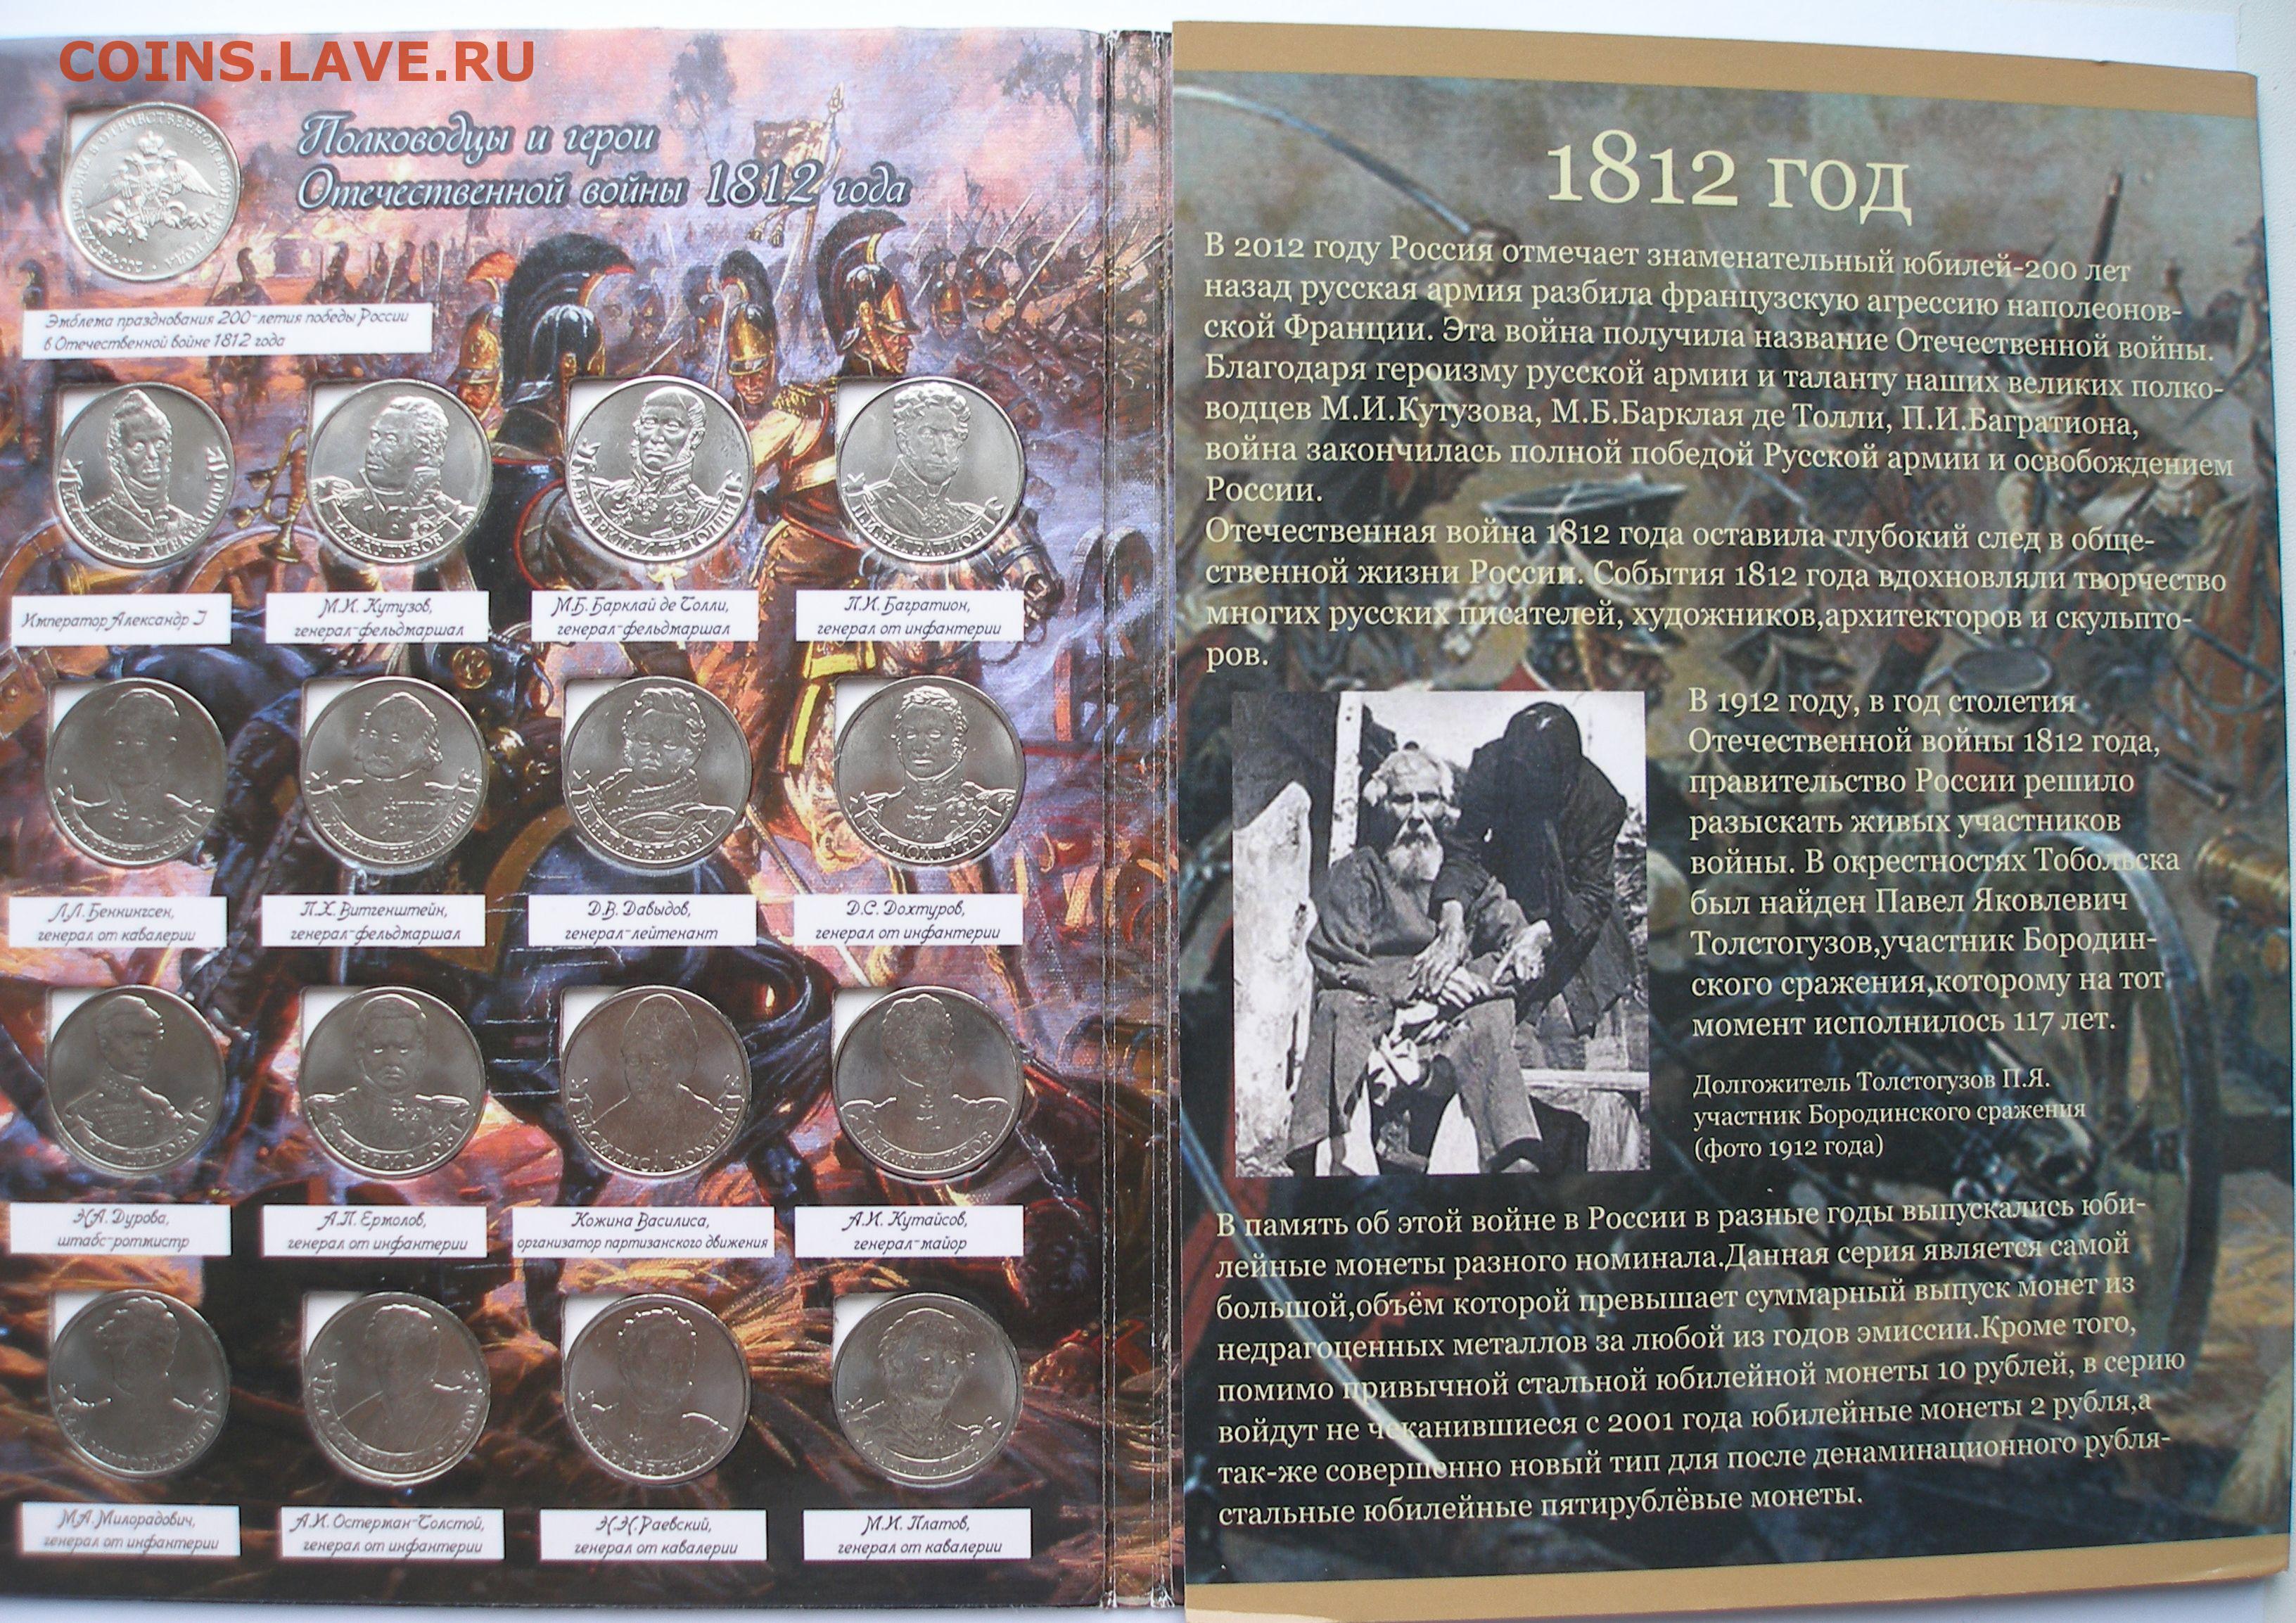 COINS.LAVE.RU
Полководцы и герои
Отечественной войны 1812 года
Эмблема празднования 200-летия победы России
в Отечественной войне 1812 года
Император Александр I
М.И. Кутузов,
генерал-фельдмаршал
М.Б. Барклай де Толли,
генерал-фельдмаршал
П.И. Багратион,
генерал от инфантерии
Л.Л. Беннингсен,
генерал от кавалерии
П.Х. Витгенштейн,
генерал-фельдмаршал
Д.В. Давыдов,
генерал-лейтенант
Д.С. Дохтуров,
генерал от инфантерии
Н.А. Дурова,
штабс-ротмистр
А.П. Ермолов,
генерал от инфантерии
Кожина Василиса,
организатор партизанского движения
А.И. Кутайсов,
генерал-майор
М.А. Милорадович,
генерал от инфантерии
А.И. Остерман-Толстой,
генерал от инфантерии
Н.Н. Раевский,
генерал от кавалерии
М.И. Платов,
генерал от кавалерии
1812 год
В 2012 году Россия отмечает знаменательный юбилей-200 лет
назад русская армия разбила французскую агрессию наполеонов-
ской Франции. Эта война получила название Отечественной войны.
Благодаря героизму русской армии и таланту наших великих полко-
водцев М.И.Кутузова, М.Б.Барклая де Толли, П.И.Багратиона,
война закончилась полной победой Русской армии и освобождением
России.
Отечественная война 1812 года оставила глубокий след в обще-
ственной жизни России. События 1812 года вдохновляли творчество
многих русских писателей, художников,архитекторов и скульпто-
ров.
В 1912 году, в год столетия
Отечественной войны 1812 года,
правительство России решило
разыскать живых участников
войны. В окрестностях Тобольска
был найден Павел Яковлевич
Толстогузов,участник Бородин-
ского сражения,которому на тот
момент исполнилось 117 лет.
Долгожитель Толстогузов П.Я.
участник Бородинского сражения
(фото 1912 года)
В память об этой войне в России в разные годы выпускались юби-
лейные монеты разного номинала.Данная серия является самой
большой,объём которой превышает суммарный выпуск монет из
недрагоценных металлов за любой из годов эмиссии.Кроме того,
помимо привычной стальной юбилейной монеты 10 рублей, в серию
войдут не чеканившиеся с 2001 года юбилейные монеты 2 рубля,а
так-же совершенно новый тип для после денаминационного рубля-
стальные юбилейные пятирублёвые монеты.